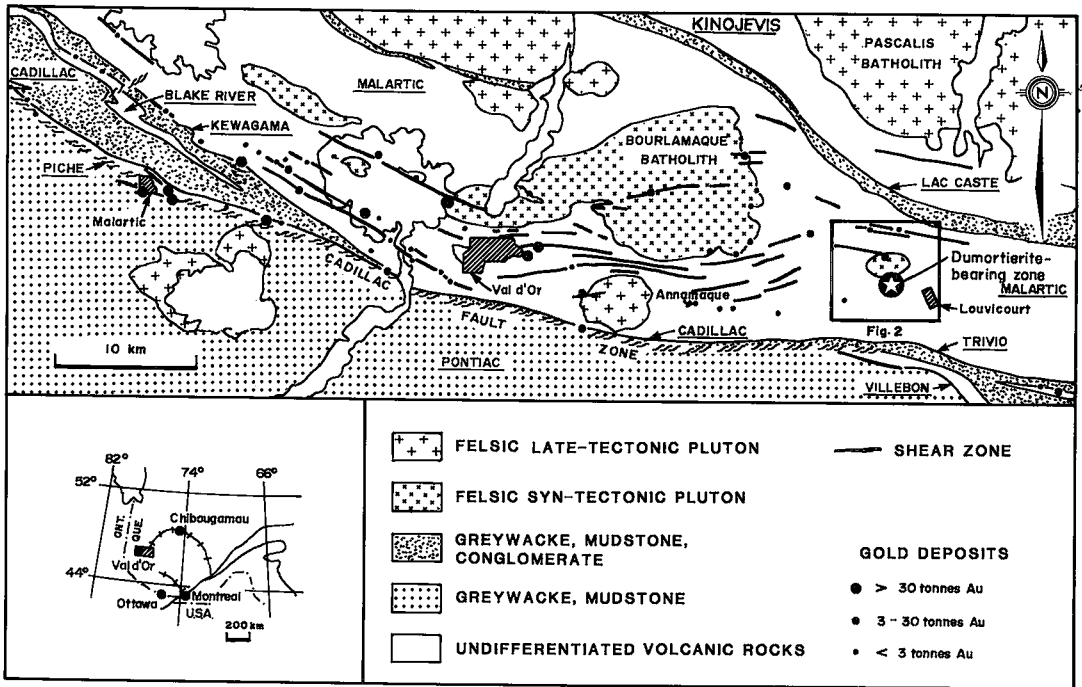 KINOJEVIS
PASCALIS
BATHOLITH
N
CADILLAC
BLAKE RIVER
MALARTIC
KEWAGAMA
BOURLAMAQUE
BATHOLITH
PICHE
LAC CASTE
Malartic
CADILLAC
Val d'Or
Annamaque
Dumortierite-
bearing zone
MALARTIC
Louvicourt
Fig. 2
FAULT
CADILLAC
ZONE
TRIVIO
10 km
PONTIAC
VILLEBON
82°
74°
66°
52°
Chibougamau
ONT.
QUE.
Val d'Or
44°
Montreal
Ottawa
U.S.A.
200 km
FELSIC LATE-TECTONIC PLUTON
SHEAR ZONE
FELSIC SYN-TECTONIC PLUTON
GREYWACKE, MUDSTONE,
CONGLOMERATE
GOLD DEPOSITS
> 30 tonnes Au
GREYWACKE, MUDSTONE
3 - 30 tonnes Au
UNDIFFERENTIATED VOLCANIC ROCKS
< 3 tonnes Au